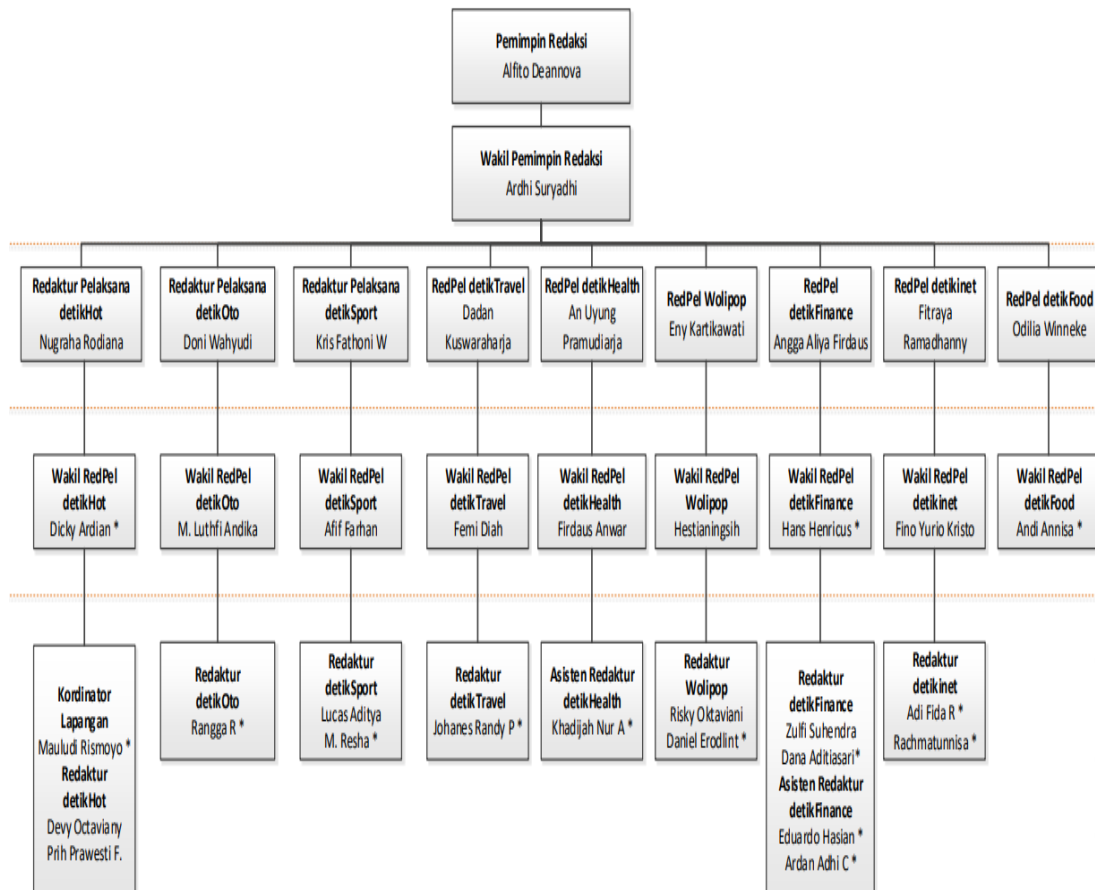 Pemimpin Redaksi
Alfito Deannova
Wakil Pemimpin Redaksi
Ardhi Suryadhi
Redaktur Pelaksana
detikHot
Nugraha Rodiana
Redaktur Pelaksana
detikOto
Doni Wahyudi
Redaktur Pelaksana
detikSport
Kris Fathoni W
RedPel detikTravel
Dadan
Kuswaraharja
RedPel detikHealth
An Uyung
Pramudiarja
RedPel Wolipop
Eny Kartikawati
RedPel
detikFinance
Angga Aliya Firdaus
RedPel detikinet
Fitraya
Ramadhanny
RedPel detikFood
Odilia Winneke
Wakil RedPel
detikHot
Dicky Ardian *
Wakil RedPel
detikOto
M. Luthfi Andika
Wakil RedPel
detikSport
Afif Farhan
Wakil RedPel
detikTravel
Femi Diah
Wakil RedPel
detikHealth
Firdaus Anwar
Wakil RedPel
Wolipop
Hestianingsih
Wakil RedPel
detikFinance
Hans Henricus *
Wakil RedPel
detikinet
Fino Yurio Kristo
Wakil RedPel
detikFood
Andi Annisa *
Kordinator
Lapangan
Mauludi Rismoyo *
Redaktur
detikHot
Devy Octaviany
Prih Prawesti F.
Redaktur
detikOto
Rangga R *
Redaktur
detikSport
Lucas Aditya
M. Resha *
Redaktur
detikTravel
Johanes Randy P *
Asisten Redaktur
detikHealth
Khadijah Nur A *
Redaktur
Wolipop
Risky Oktaviani
Daniel Erodlint *
Redaktur
detikFinance
Zulfi Suhendra
Dana Aditiasari*
Asisten Redaktur
detikFinance
Eduardo Hasian *
Ardan Adhi C *
Redaktur
detikinet
Adi Fida R *
Rachmatunnisa *